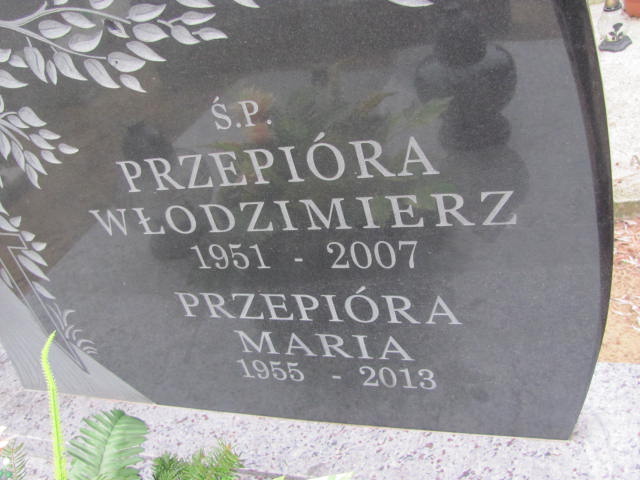 Ś.P.
PRZEPIÓRA
WŁODZIMIERZ
1951 - 2007
PRZEPIÓRA
MARIA
1955 - 2013